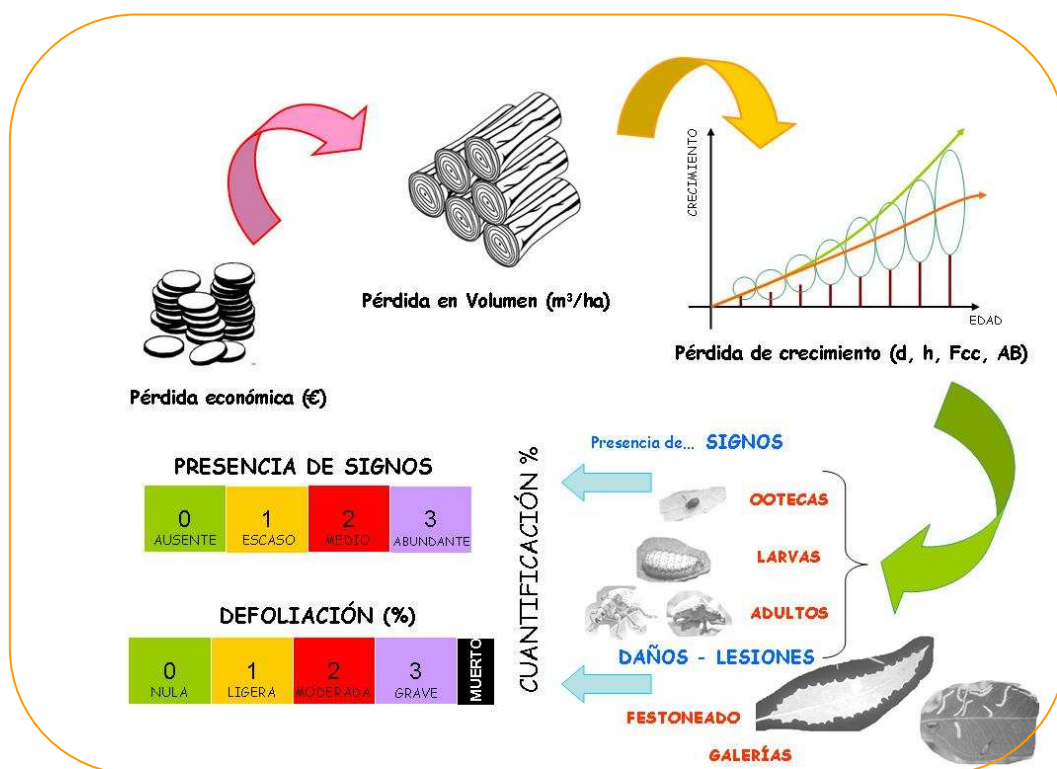 CRECIMIENTO
EDAD
Pérdida en Volumen (m³/ha)
Pérdida de crecimiento (d, h, Fcc, AB)
Pérdida económica (€)
PRESENCIA DE SIGNOS
0 1 2 3
AUSENTE ESCASO MEDIO ABUNDANTE
DEFOLIACIÓN (%)
0 1 2 3
NULA LIGERA MODERADA GRAVE
MUERTO
CUANTIFICACIÓN %
Presencia de... SIGNOS
OOTECAS
LARVAS
ADULTOS
DAÑOS - LESIONES
FESTONEADO
GALERÍAS